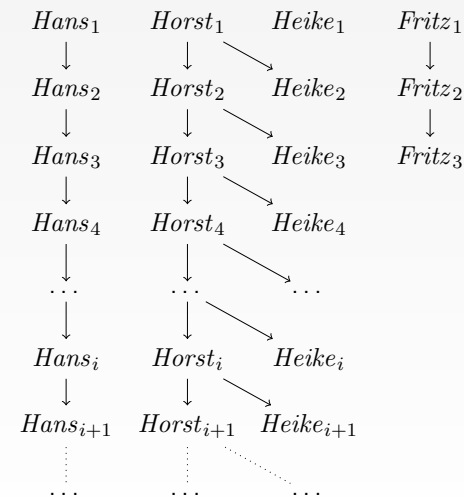 Hans₁ Horst₁ Heike₁ Fritz₁
Hans₂ Horst₂ Heike₂ Fritz₂
Hans₃ Horst₃ Heike₃ Fritz₃
Hans₄ Horst₄ Heike₄
... ... ...
Hansᵢ Horstᵢ Heikeᵢ
Hansᵢ₊₁ Horstᵢ₊₁ Heikeᵢ₊₁
... ... ...